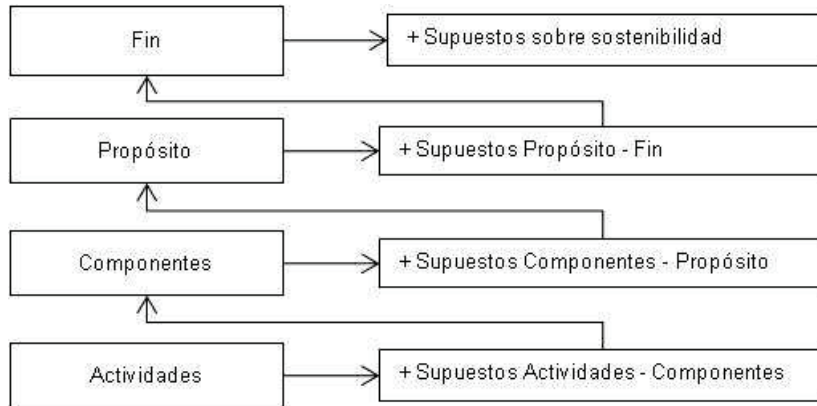 Fin
+ Supuestos sobre sostenibilidad
Propósito
+ Supuestos Propósito - Fin
Componentes
+ Supuestos Componentes - Propósito
Actividades
+ Supuestos Actividades - Componentes